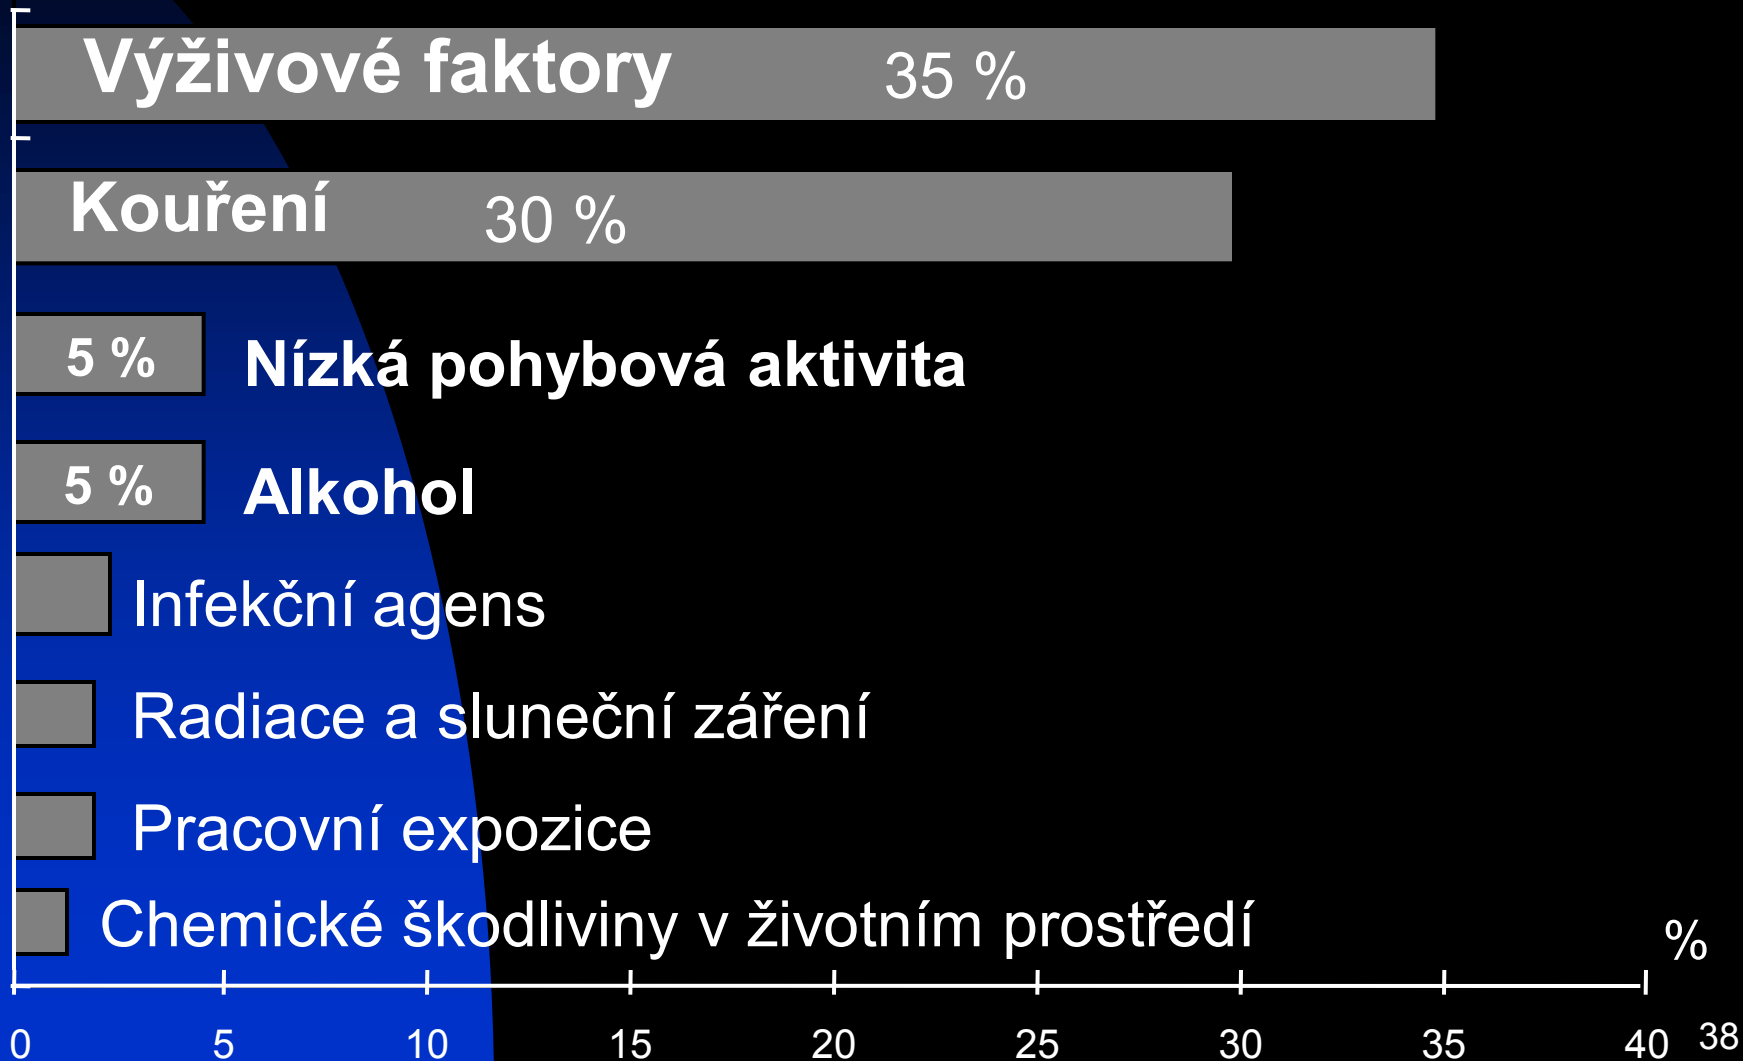 Výživové faktory 35 %
Kouření 30 %
5 % Nízká pohybová aktivita
5 % Alkohol
Infekční agens
Radiace a sluneční záření
Pracovní expozice
Chemické škodliviny v životním prostředí
%
0 5 10 15 20 25 30 35 40
38